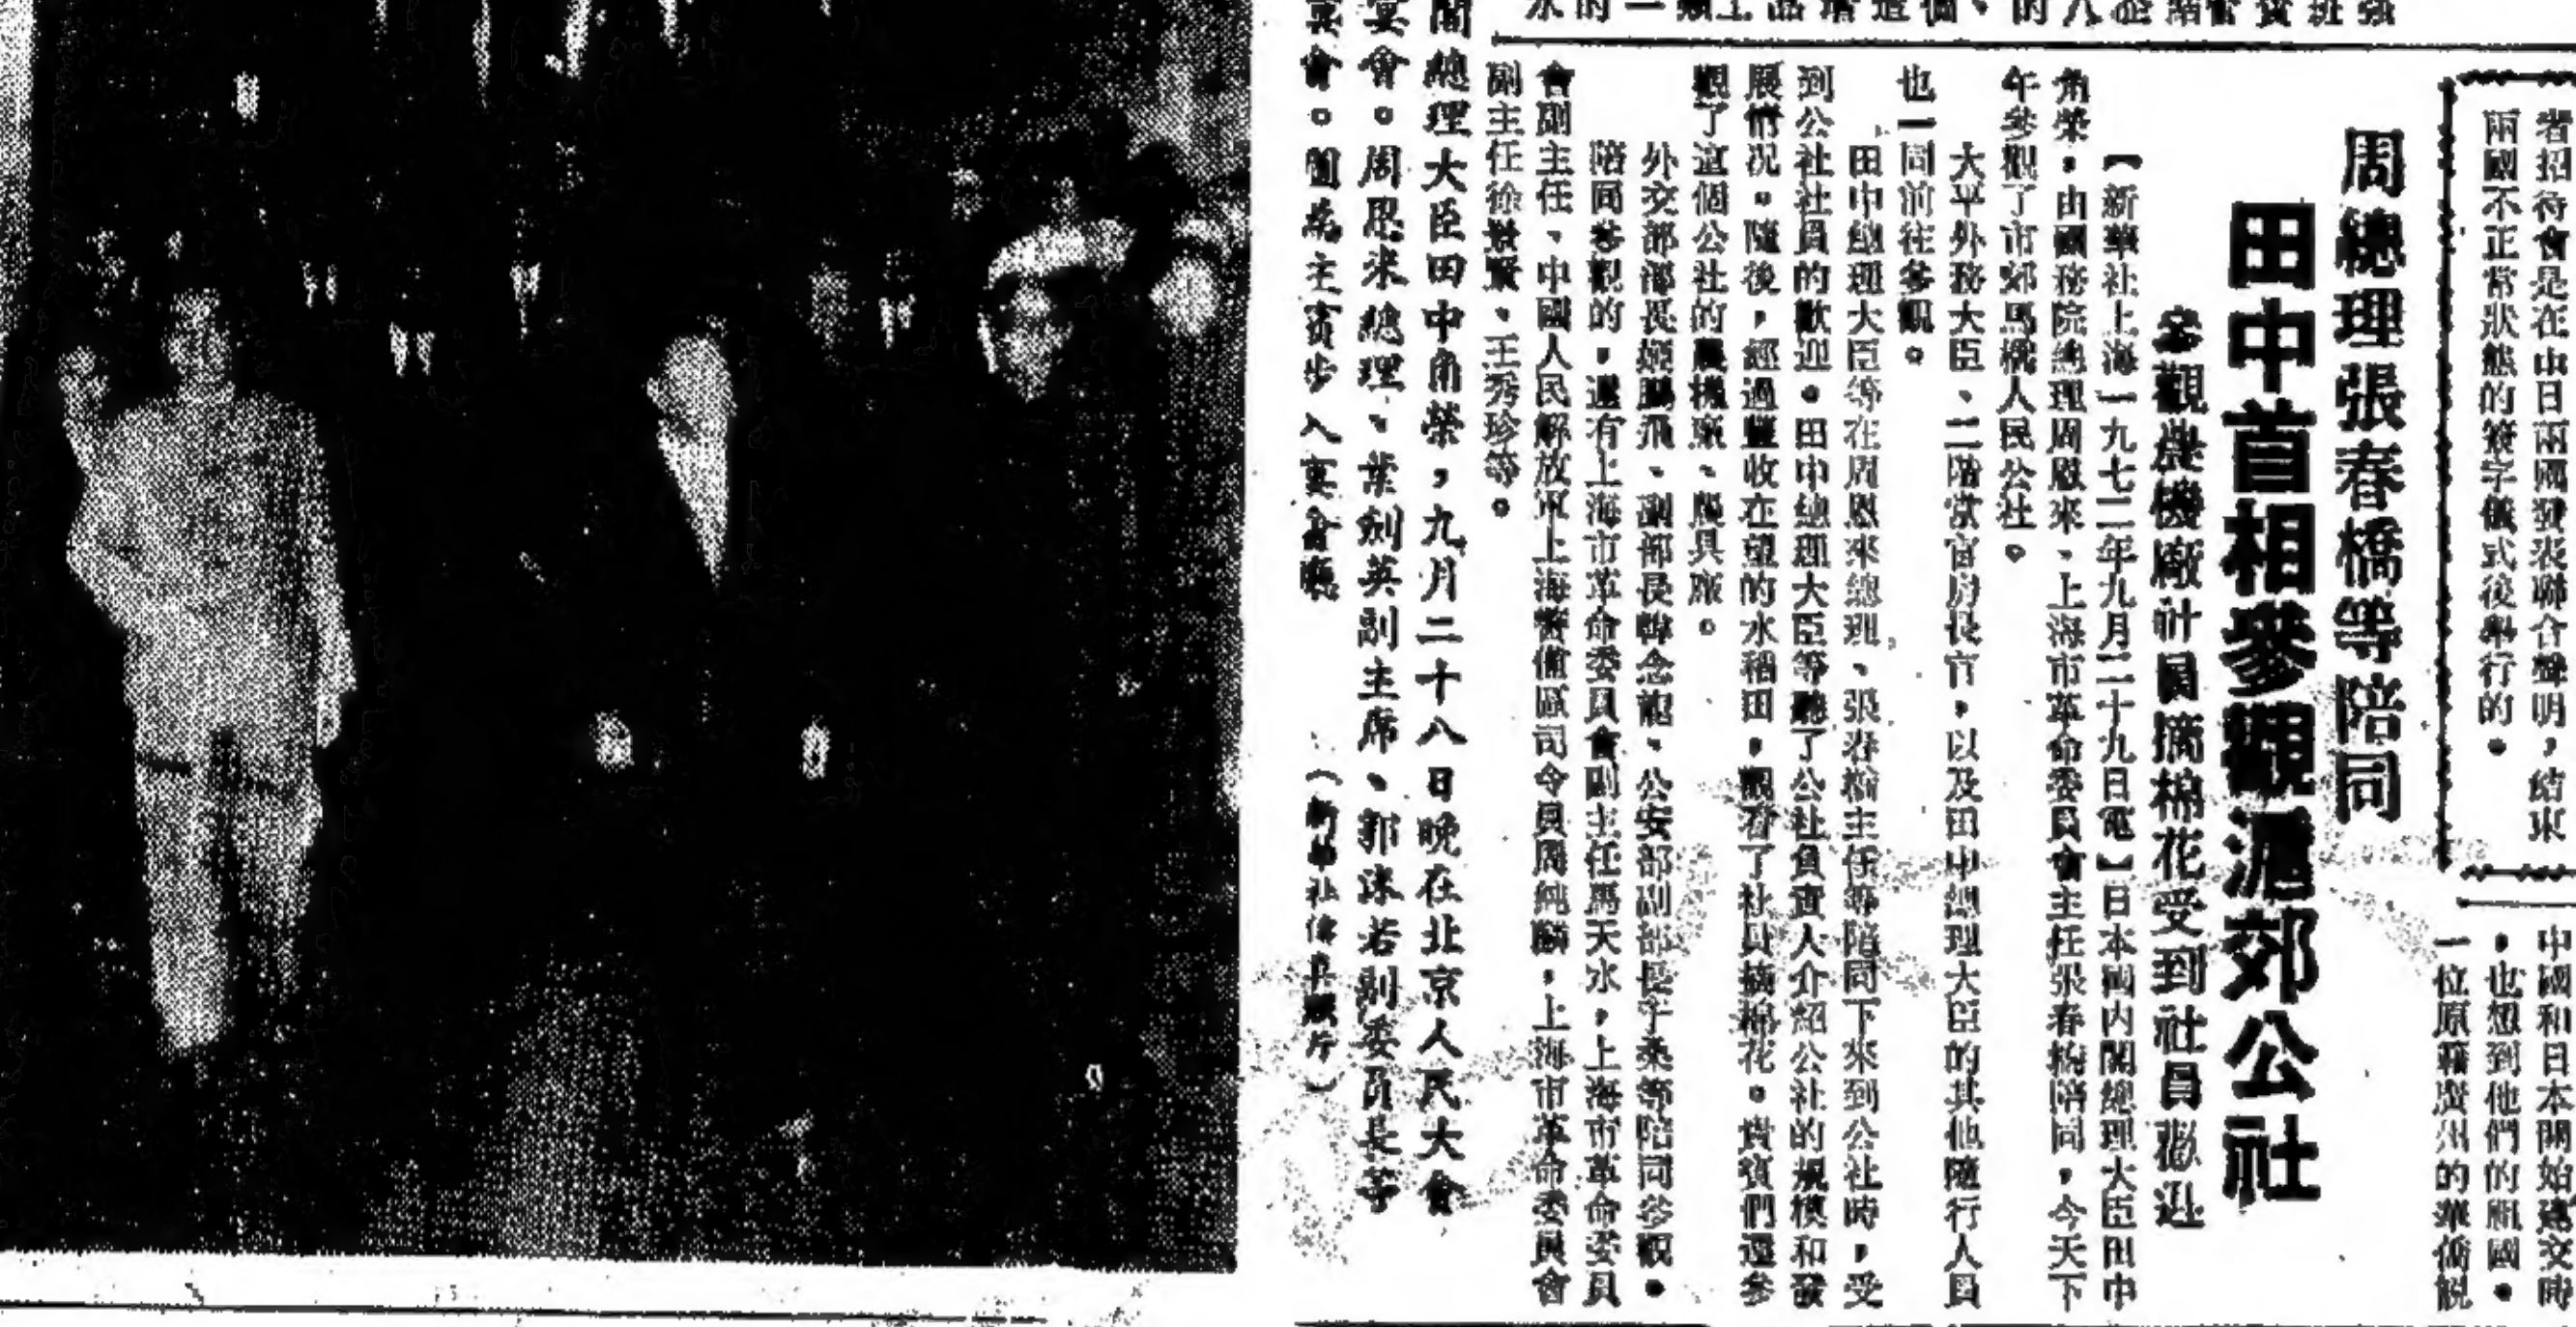 者招待會是在中日兩國發表聯合聲明，結束
兩國不正常狀態的簽字儀式後舉行的。
周總理張春橋等陪同
田中首相參觀滬郊公社
參觀農機廠社員摘棉花受到社員歡迎
【新華社上海一九七二年九月二十九日電】日本國內閣總理大臣田中
角榮，由國務院總理周恩來、上海市革命委員會主任張春橋陪同，今天下
午參觀了市郊馬橋人民公社。
大平外務大臣、二階堂官房長官，以及田中總理大臣的其他隨行人員
也一同前往參觀。
田中總理大臣等在周恩來總理、張春橋主任等陪同下來到公社時，受
到公社社員的歡迎。田中總理大臣等聽了公社負責人介紹公社的規模和發
展情況。隨後，經過豐收在望的水稻田，觀看了社員摘棉花。貴賓們還參
觀了這個公社的農機廠、農具廠。
外交部部長姬鵬飛、副部長韓念龍、公安部副部長于桑等陪同參觀。
陪同參觀的，還有上海市革命委員會副主任馬天水，上海市革命委員
會副主任、中國人民解放軍上海警備區司令員周純麟，上海市革命委員會
副主任徐景賢、王秀珍等。
中國和日本開始建交時
，也想到他們的祖國。
一位原籍廣州的華僑說
閣總理大臣田中角榮，九月二十八日晚在北京人民大會
宴會。周恩來總理、葉劍英副主席、郭沫若副委員長等
宴會。圖為主賓步入宴會廳
（新華社傳真照片）